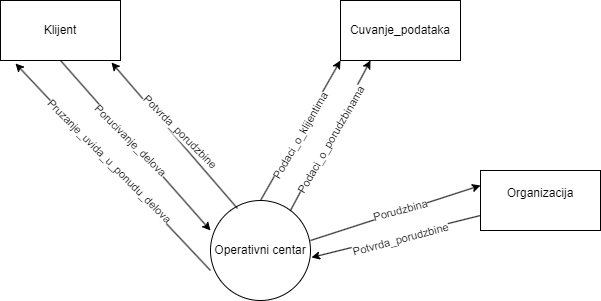 Klijent
Cuvanje_podataka
Potvrda_porudzbine
Porucivanje_delova
Pruzanje_uvida_u_ponudu_delova
Podaci_o_klijentima
Podaci_o_porudzbinama
Organizacija
Porudzbina
Operativni centar
Potvrda_porudzbine